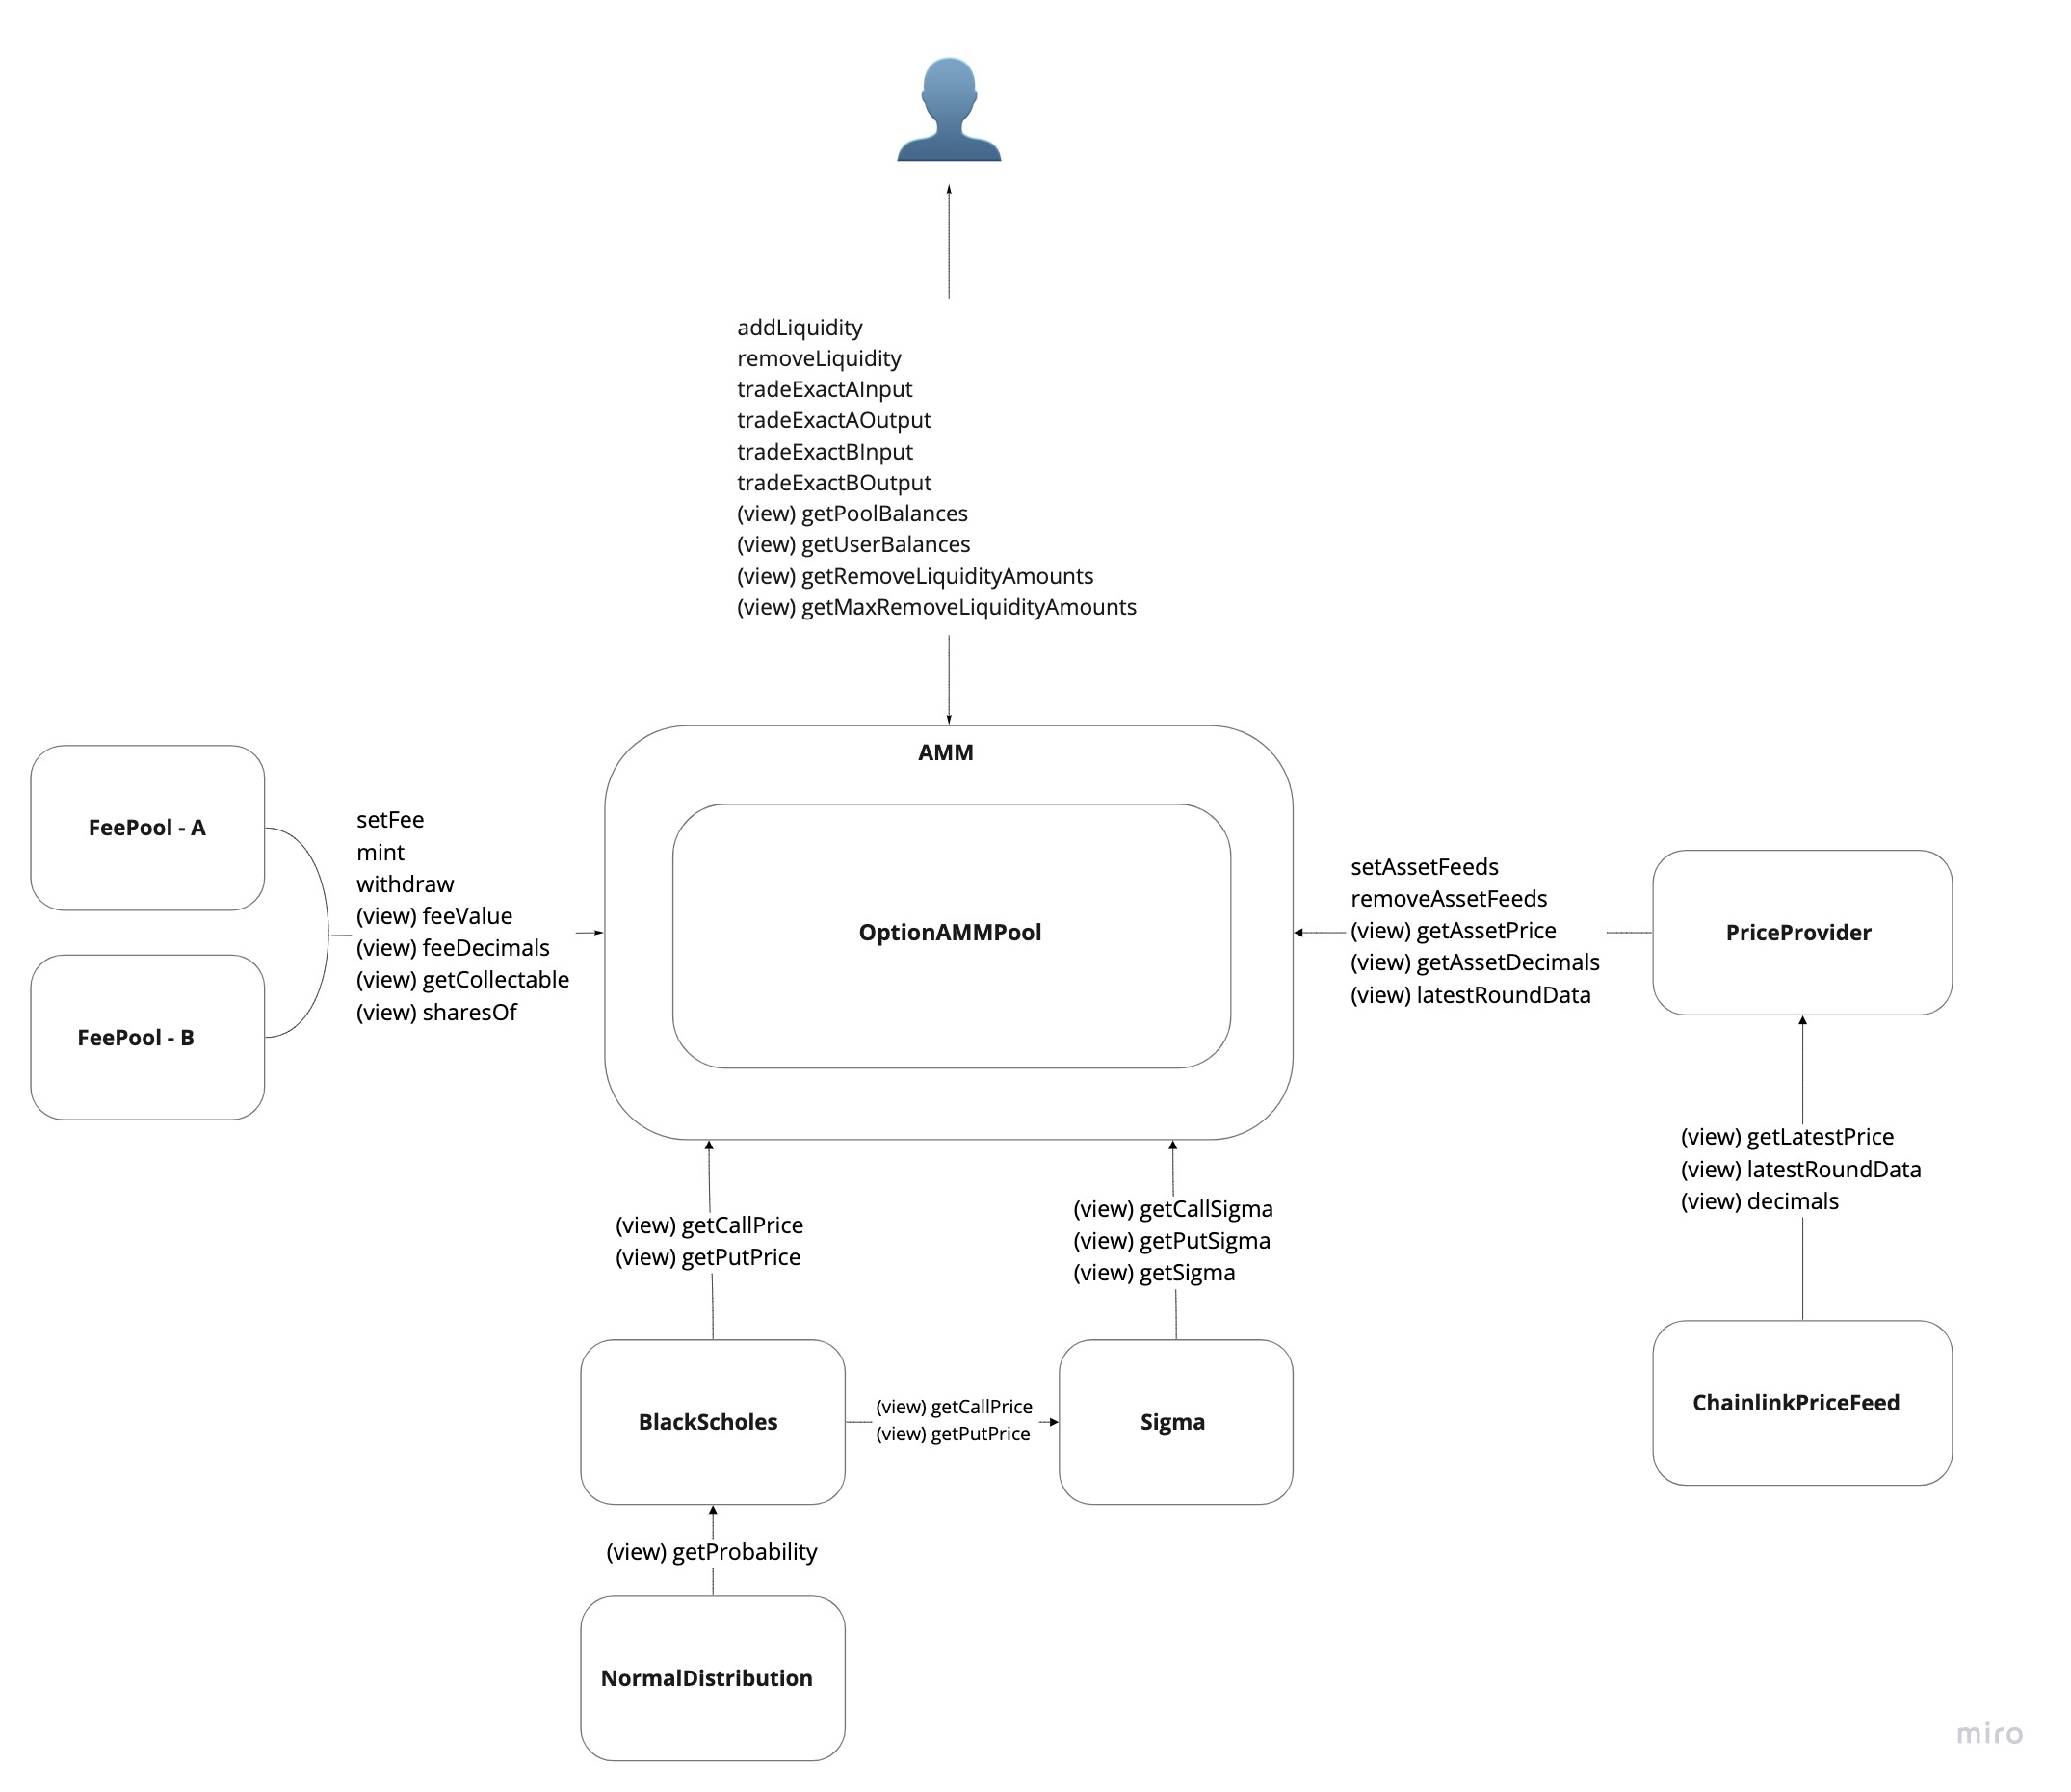 addLiquidity
removeLiquidity
tradeExactAInput
tradeExactAOutput
tradeExactBInput
tradeExactBOutput
(view) getPoolBalances
(view) getUserBalances
(view) getRemoveLiquidityAmounts
(view) getMaxRemoveLiquidityAmounts
AMM
OptionAMMPool
FeePool - A
FeePool - B
setFee
mint
withdraw
(view) feeValue
(view) feeDecimals
(view) getCollectable
(view) sharesOf
setAssetFeeds
removeAssetFeeds
(view) getAssetPrice
(view) getAssetDecimals
(view) latestRoundData
PriceProvider
(view) getLatestPrice
(view) latestRoundData
(view) decimals
ChainlinkPriceFeed
(view) getCallPrice
(view) getPutPrice
(view) getCallSigma
(view) getPutSigma
(view) getSigma
BlackScholes
(view) getCallPrice
(view) getPutPrice
Sigma
(view) getProbability
NormalDistribution
miro